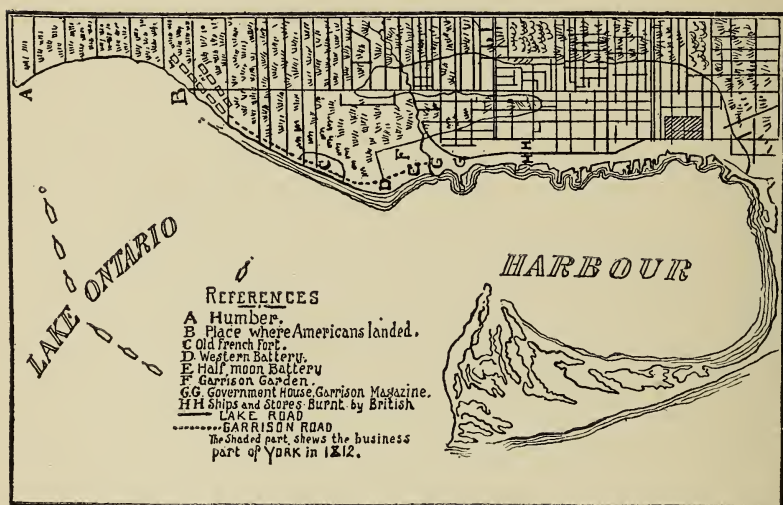 A
B
C
D
E
F
G
G
H H
LAKE ONTARIO
HARBOUR
REFERENCES
A Humber.
B Place where Americans landed.
C Old French Fort.
D Western Battery.
E Half moon Battery
F Garrison Garden.
G.G. Government House, Garrison Magazine.
H H Ships and Stores Burnt by British
LAKE ROAD
GARRISON ROAD
The Shaded part shews the business
part of YORK in 1812.